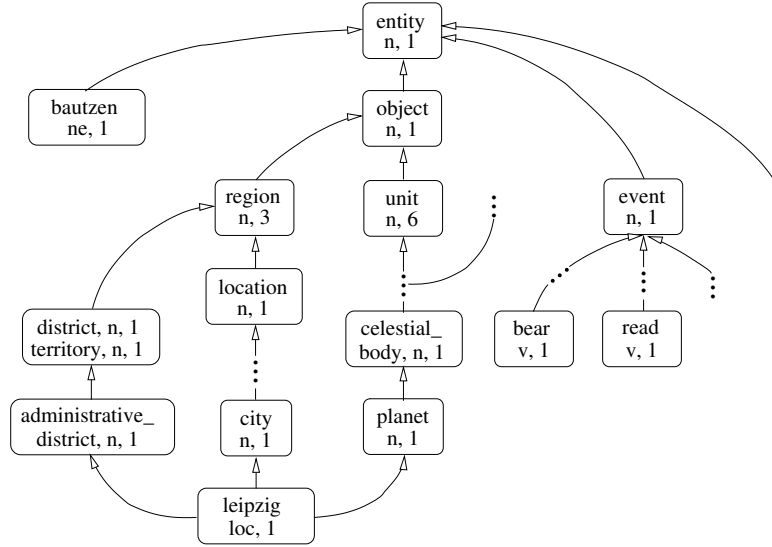 entity
n, 1
bautzen
ne, 1
object
n, 1
region
n, 3
unit
n, 6
event
n, 1
location
n, 1
district, n, 1
territory, n, 1
celestial_
body, n, 1
bear
v, 1
read
v, 1
administrative_
district, n, 1
city
n, 1
planet
n, 1
leipzig
loc, 1